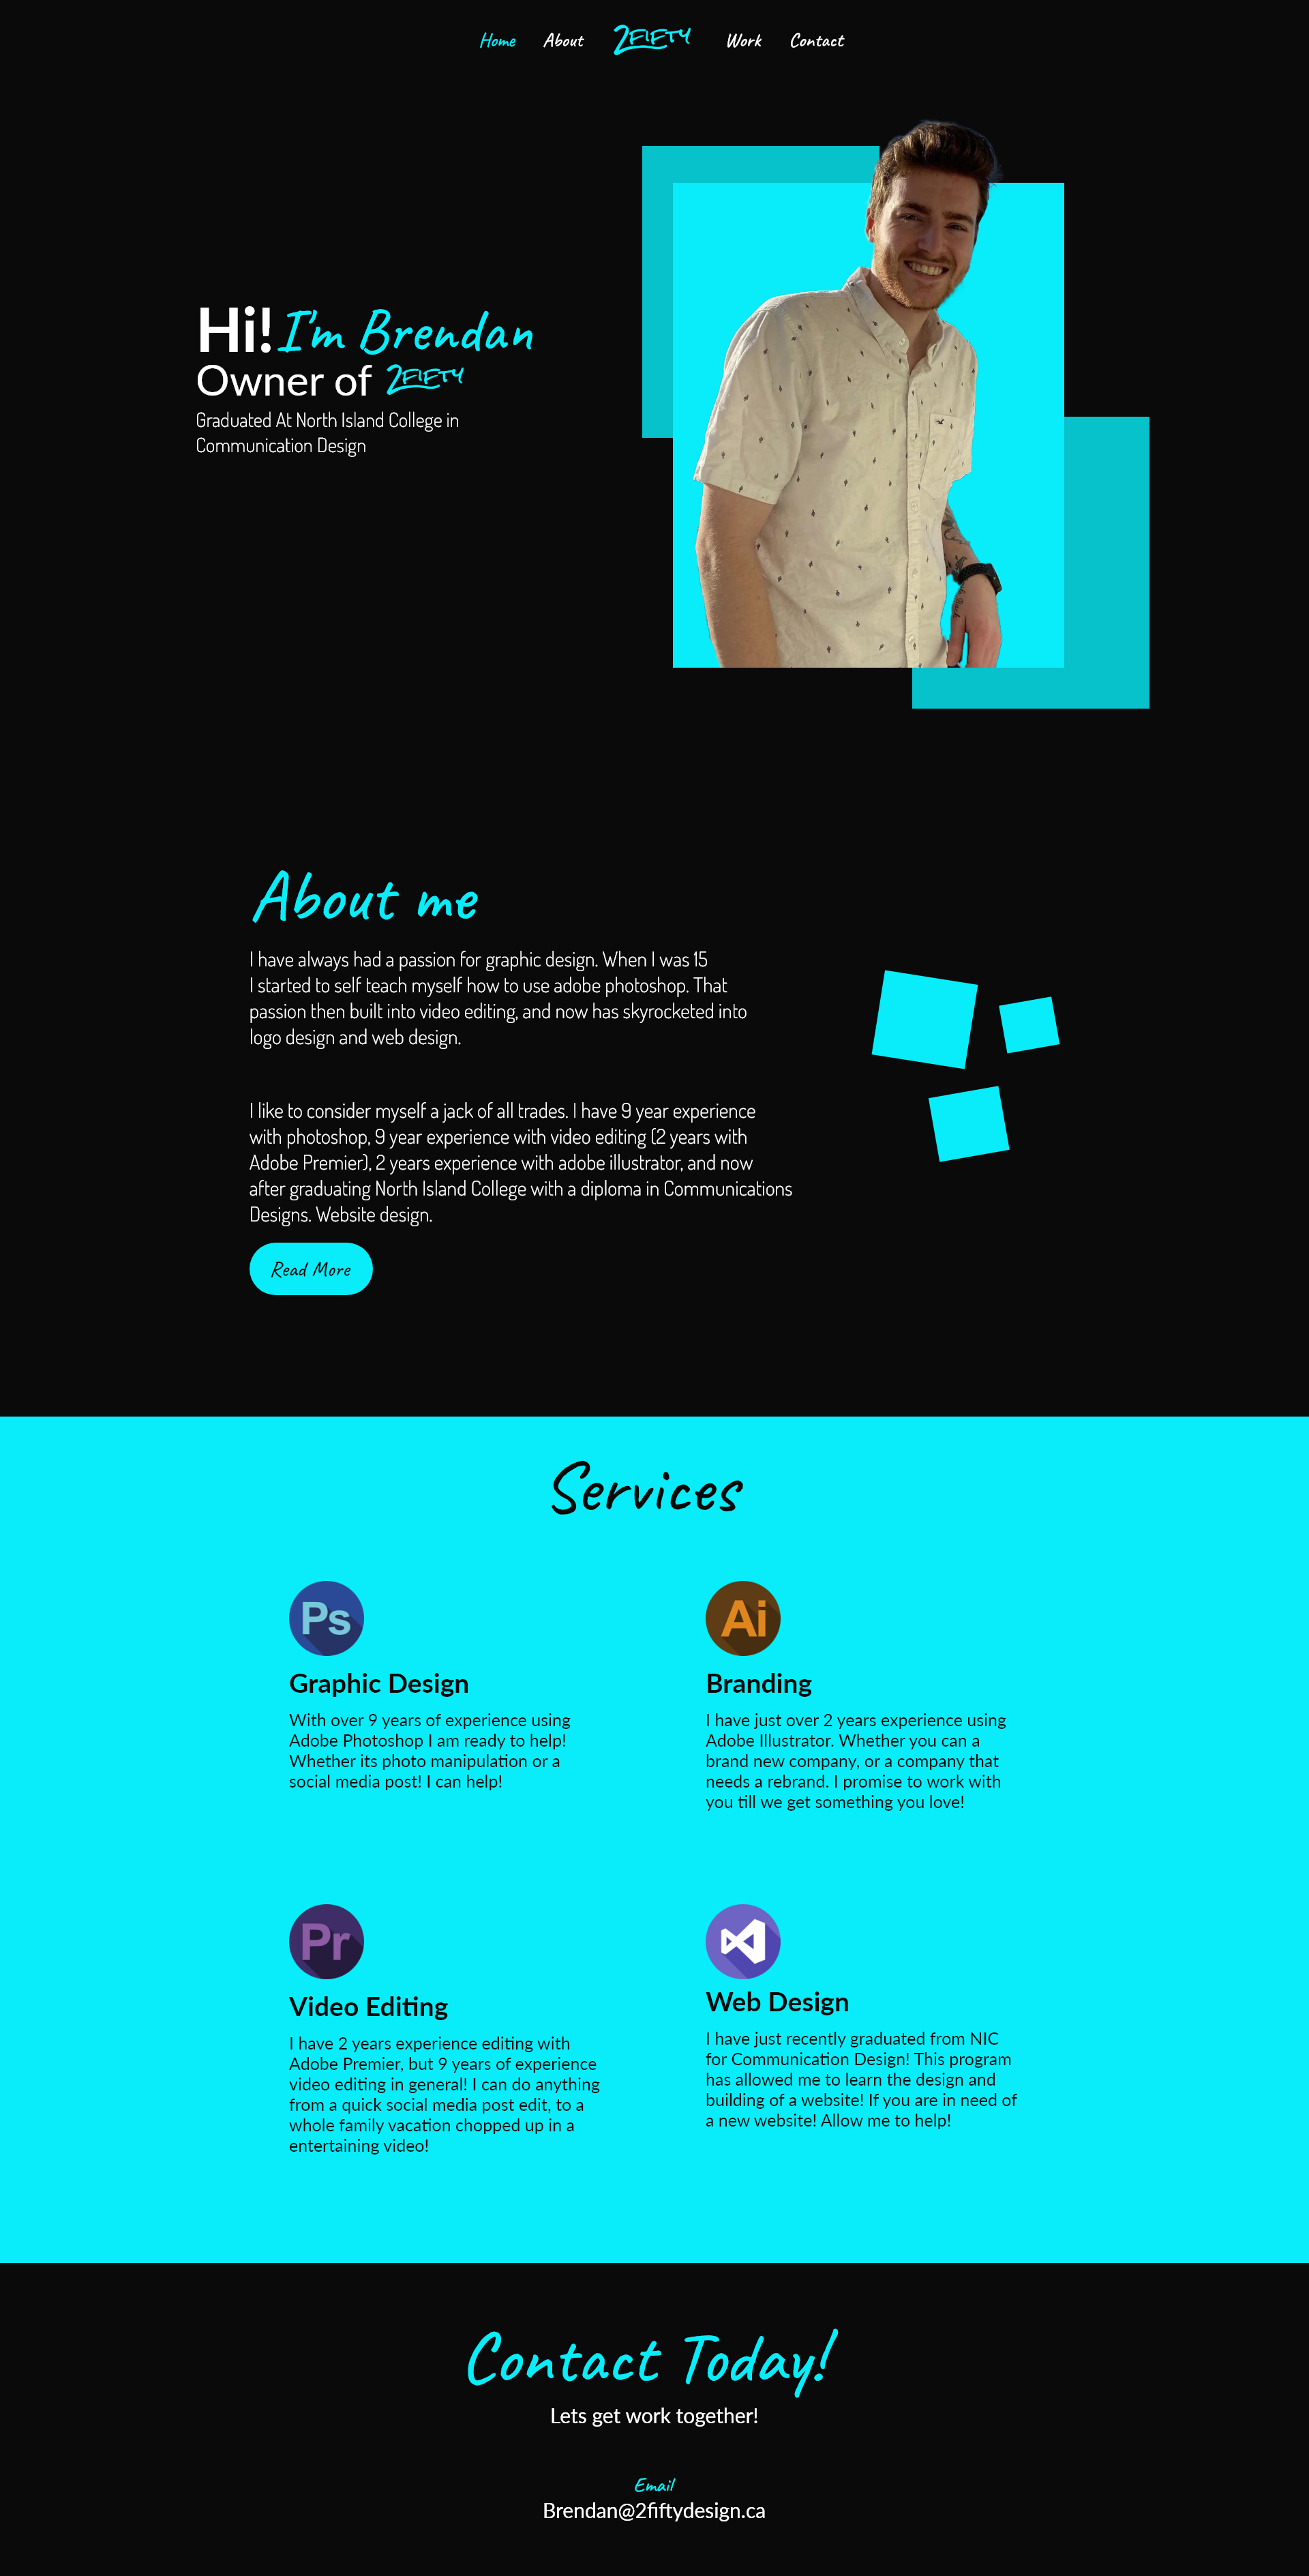 Home About 2FIFTY Work Contact
Hi! I'm Brendan
Owner of 2FIFTY
Graduated At North Island College in
Communication Design
About me
I have always had a passion for graphic design. When I was 15
I started to self teach myself how to use adobe photoshop. That
passion then built into video editing, and now has skyrocketed into
logo design and web design.
I like to consider myself a jack of all trades. I have 9 year experience
with photoshop, 9 year experience with video editing (2 years with
Adobe Premier), 2 years experience with adobe illustrator, and now
after graduating North Island College with a diploma in Communications
Designs. Website design.
Read More
Services
Ps
Graphic Design
With over 9 years of experience using
Adobe Photoshop I am ready to help!
Whether its photo manipulation or a
social media post! I can help!
Ai
Branding
I have just over 2 years experience using
Adobe Illustrator. Whether you can a
brand new company, or a company that
needs a rebrand. I promise to work with
you till we get something you love!
Pr
Video Editing
I have 2 years experience editing with
Adobe Premier, but 9 years of experience
video editing in general! I can do anything
from a quick social media post edit, to a
whole family vacation chopped up in a
entertaining video!
Web Design
I have just recently graduated from NIC
for Communication Design! This program
has allowed me to learn the design and
building of a website! If you are in need of
a new website! Allow me to help!
Contact Today!
Lets get work together!
Email
Brendan@2fiftydesign.ca